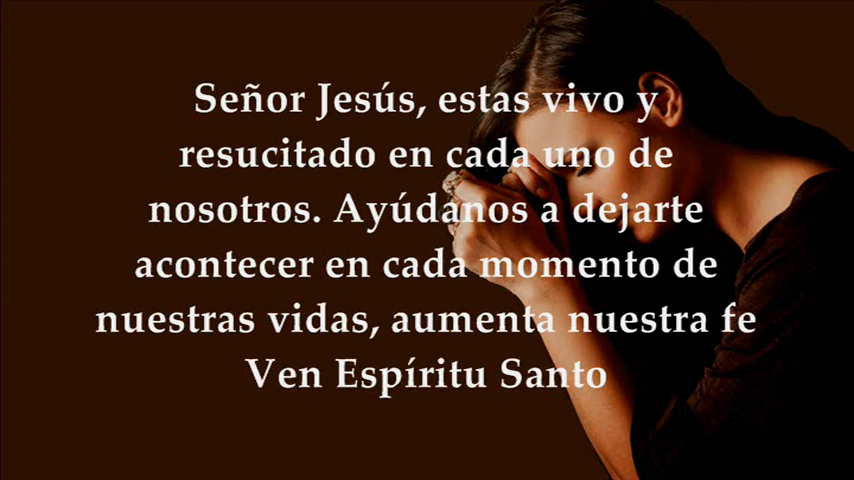 Señor Jesús, estas vivo y
resucitado en cada uno de
nosotros. Ayúdanos a dejarte
acontecer en cada momento de
nuestras vidas, aumenta nuestra fe
Ven Espíritu Santo